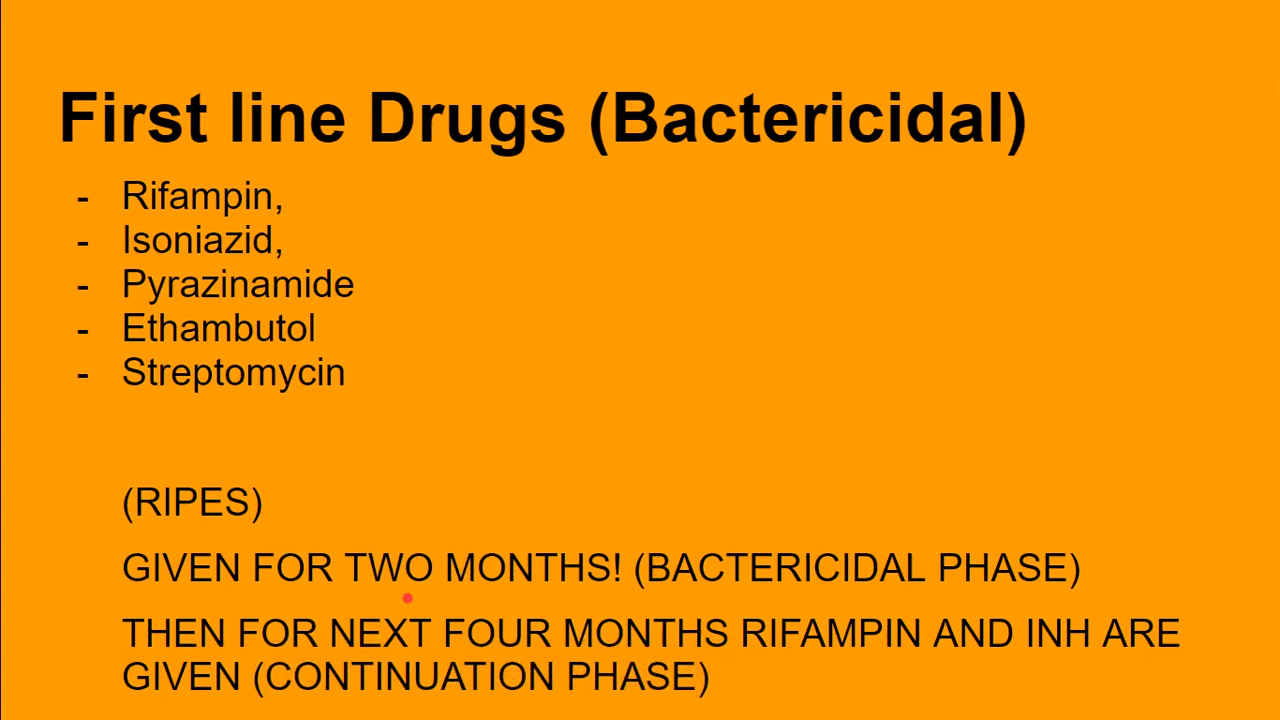 First line Drugs (Bactericidal)
- Rifampin,
- Isoniazid,
- Pyrazinamide
- Ethambutol
- Streptomycin
(RIPES)
GIVEN FOR TWO MONTHS! (BACTERICIDAL PHASE)
THEN FOR NEXT FOUR MONTHS RIFAMPIN AND INH ARE
GIVEN (CONTINUATION PHASE)